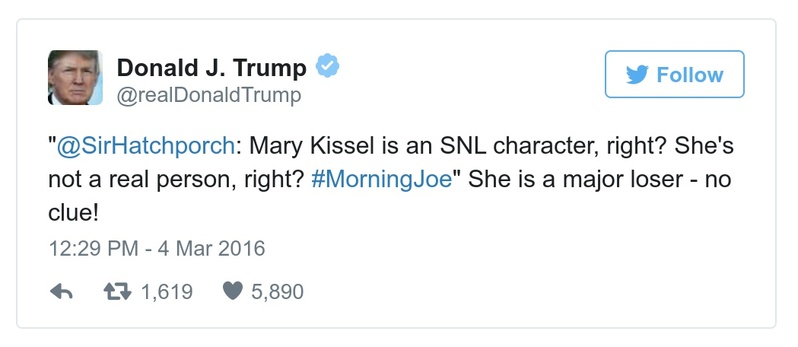 Donald J. Trump
@realDonaldTrump
Follow
"@SirHatchporch: Mary Kissel is an SNL character, right? She's
not a real person, right? #MorningJoe" She is a major loser - no
clue!
12:29 PM - 4 Mar 2016
1,619 5,890